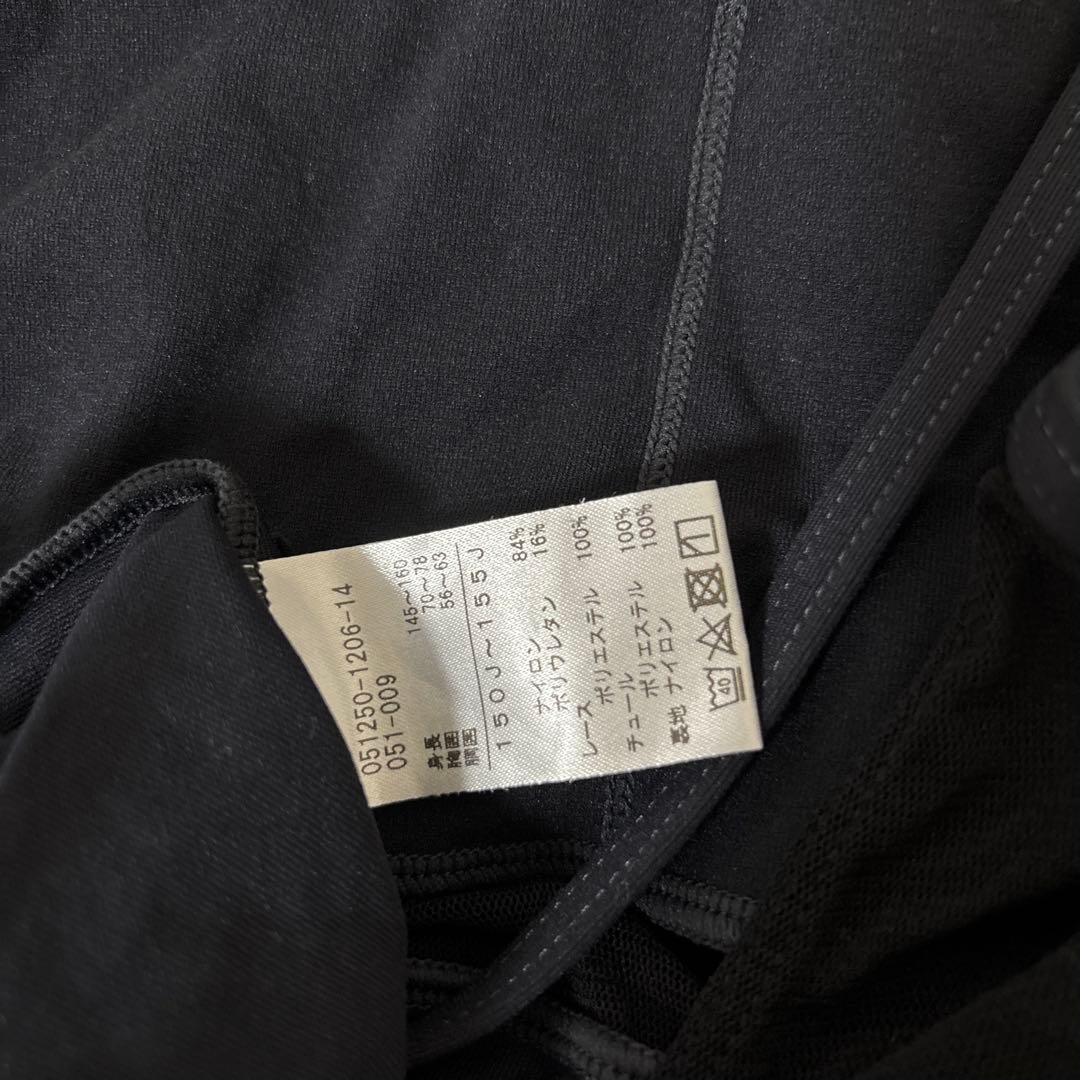 051250-1206-14
051-009
身長 145〜160
胸囲 70〜78
胴囲 56〜63
150J〜155J
ナイロン 84%
ポリウレタン 16%
レース
ポリエステル 100%
チュール
ポリエステル 100%
裏地 ナイロン 100%
40